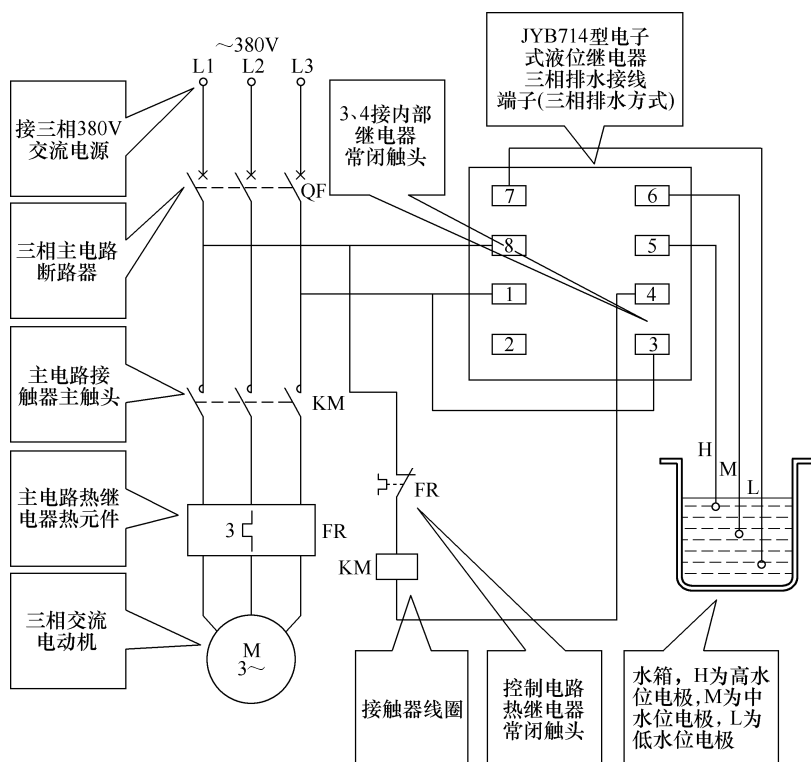 ～380V
L1
L2
L3
接三相380V
交流电源
3、4接内部
继电器
常闭触头
JYB714型电子
式液位继电器
三相排水接线
端子(三相排水方式)
QF
三相主电路
断路器
7
6
8
5
1
4
2
3
主电路接
触器主触头
KM
H
M
L
主电路热继
电器热元件
3
FR
FR
KM
三相交流
电动机
M
3～
接触器线圈
控制电路
热继电器
常闭触头
水箱，H为高水
位电极,M为中
水位电极，L为
低水位电极